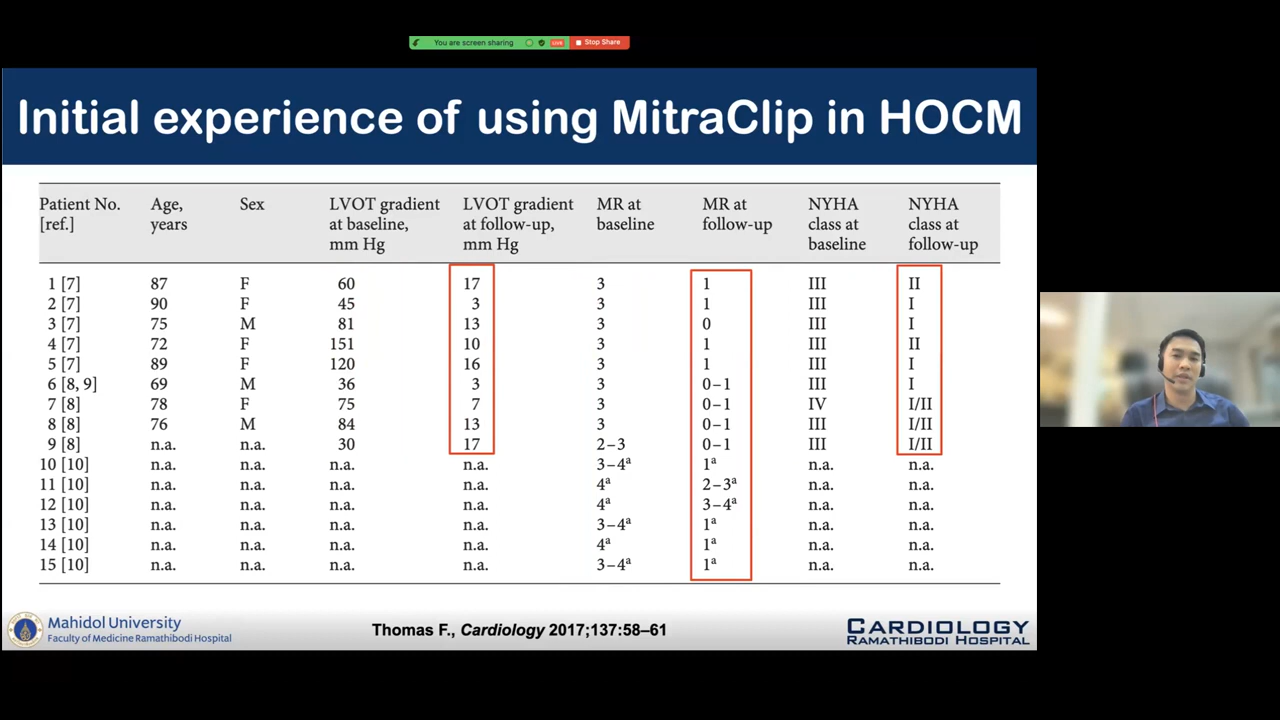 You are screen sharing LIVE Stop Share
Initial experience of using MitraClip in HOCM
Patient No. [ref.] Age, years Sex LVOT gradient at baseline, mm Hg LVOT gradient at follow-up, mm Hg MR at baseline MR at follow-up NYHA class at baseline NYHA class at follow-up
1 [7] 87 F 60 17 3 1 III II
2 [7] 90 F 45 3 3 1 III I
3 [7] 75 M 81 13 3 0 III I
4 [7] 72 F 151 10 3 1 III II
5 [7] 89 F 120 16 3 1 III I
6 [8, 9] 69 M 36 3 3 0–1 III I
7 [8] 78 F 75 7 3 0–1 IV I/II
8 [8] 76 M 84 13 3 0–1 III I/II
9 [8] n.a. n.a. 30 17 2–3 0–1 III I/II
10 [10] n.a. n.a. n.a. n.a. 3–4a 1a n.a. n.a.
11 [10] n.a. n.a. n.a. n.a. 4a 2–3a n.a. n.a.
12 [10] n.a. n.a. n.a. n.a. 4a 3–4a n.a. n.a.
13 [10] n.a. n.a. n.a. n.a. 3–4a 1a n.a. n.a.
14 [10] n.a. n.a. n.a. n.a. 4a 1a n.a. n.a.
15 [10] n.a. n.a. n.a. n.a. 3–4a 1a n.a. n.a.
Mahidol University
Faculty of Medicine Ramathibodi Hospital
Thomas F., Cardiology 2017;137:58–61
CARDIOLOGY
RAMATHIBODI HOSPITAL